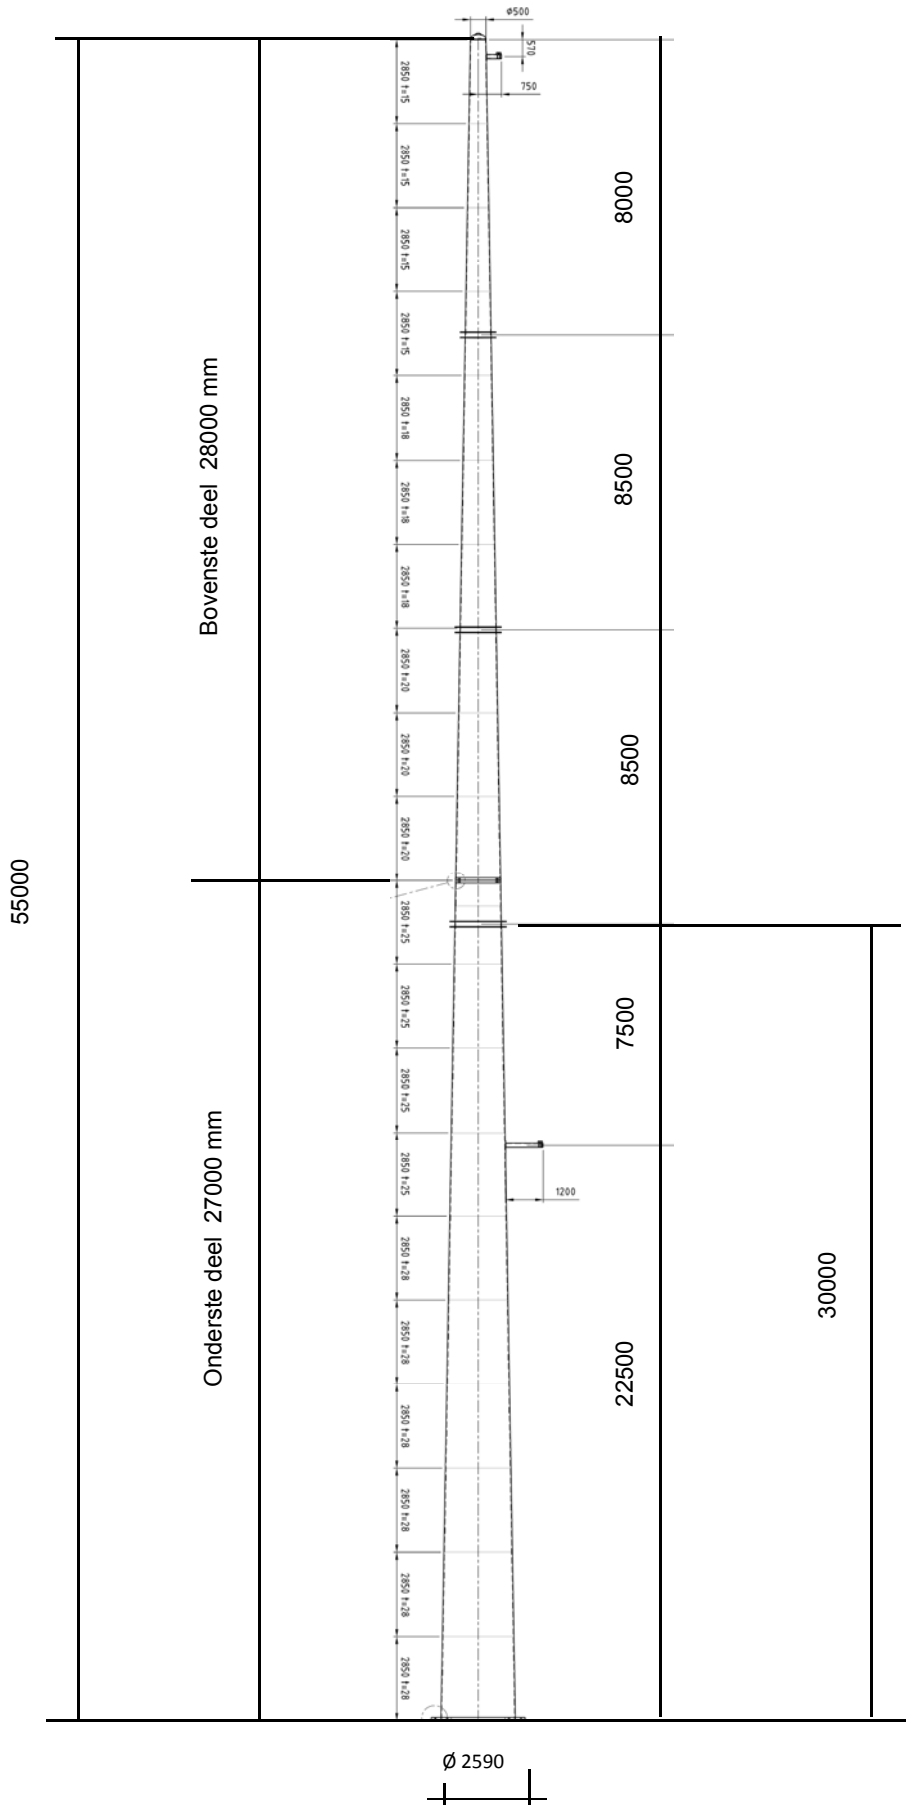 ø500
570
750
2850 t=15
2850 t=15
8000
2850 t=15
2850 t=15
2850 t=18
Bovenste deel 28000 mm
8500
2850 t=18
2850 t=18
2850 t=20
8500
2850 t=20
2850 t=20
55000
2850 t=25
2850 t=25
7500
2850 t=25
2850 t=25
1200
Onderste deel 27000 mm
2850 t=28
30000
2850 t=28
22500
2850 t=28
2850 t=28
2850 t=28
2850 t=28
Ø 2590